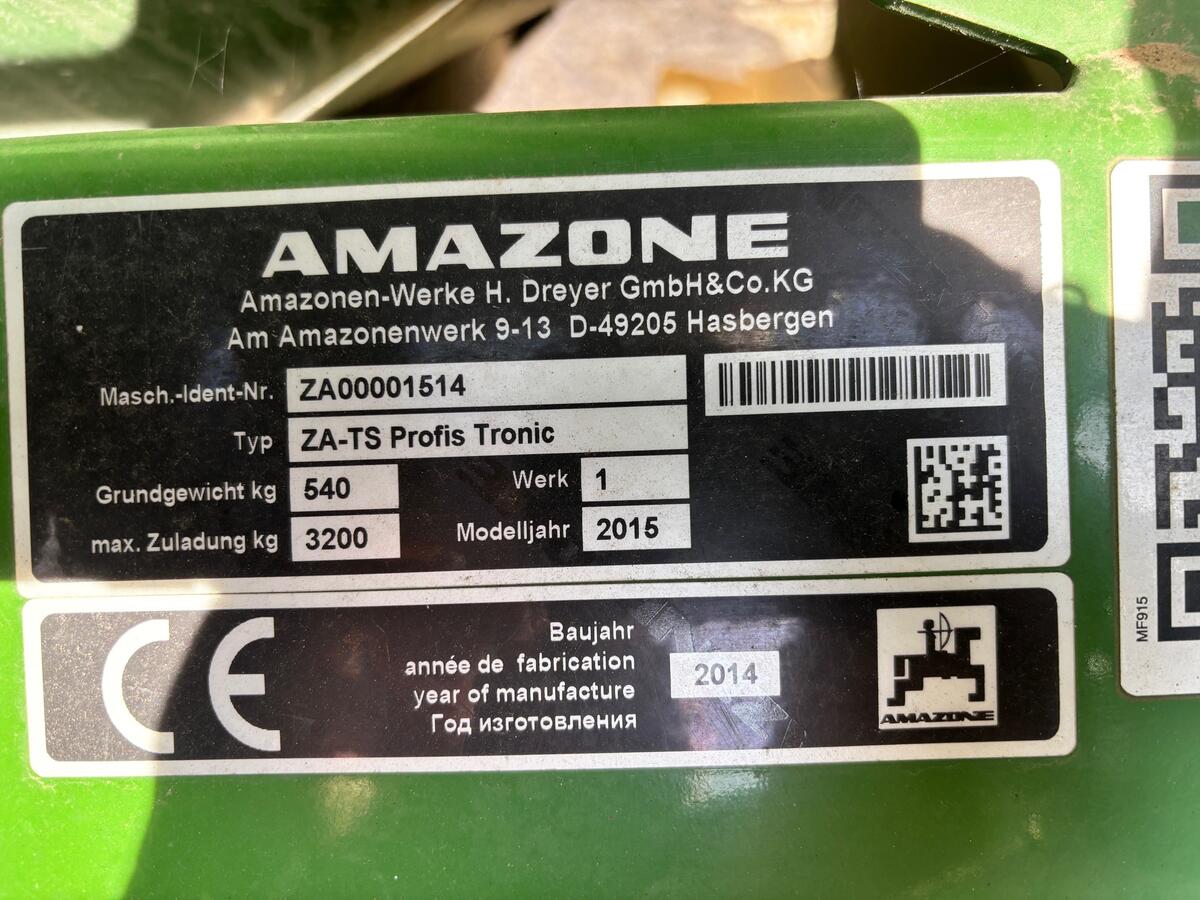 AMAZONE
Amazonen-Werke H. Dreyer GmbH&Co.KG
Am Amazonenwerk 9-13 D-49205 Hasbergen
Masch.-Ident-Nr. ZA00001514
Typ ZA-TS Profis Tronic
Grundgewicht kg 540 Werk 1
max. Zuladung kg 3200 Modelljahr 2015
CE
Baujahr
année de fabrication
year of manufacture
Год изготовления
2014
AMAZONE
MF915